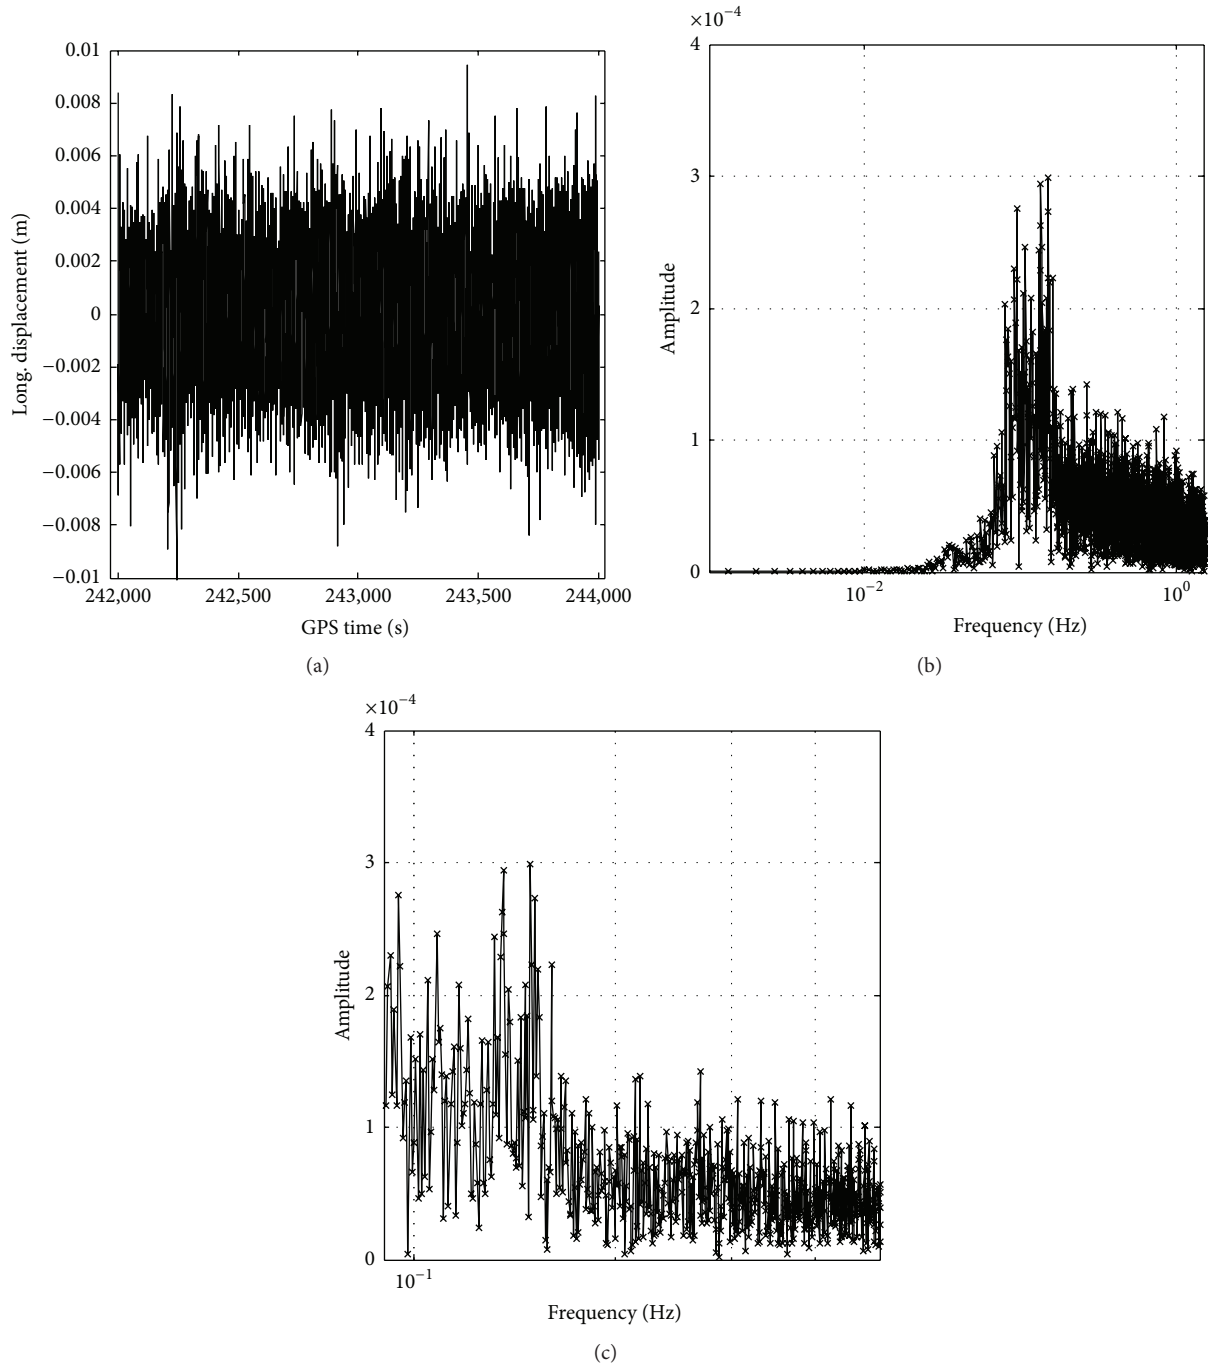 0.01
0.008
0.006
0.004
0.002
0
−0.002
−0.004
−0.006
−0.008
−0.01
Long. displacement (m)
242,000 242,500 243,000 243,500 244,000
GPS time (s)
(a)
×10⁻⁴
4
3
2
1
0
Amplitude
10⁻² 10⁰
Frequency (Hz)
(b)
×10⁻⁴
4
3
2
1
0
Amplitude
10⁻¹
Frequency (Hz)
(c)